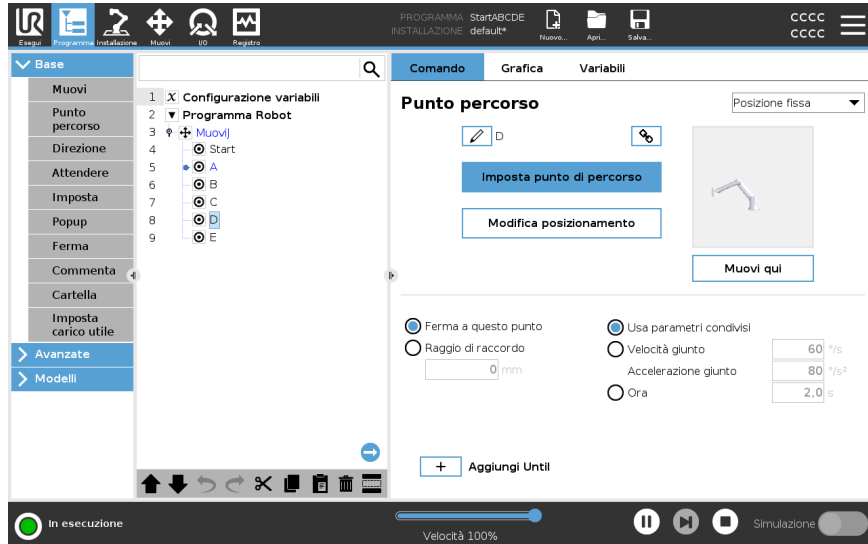 PROGRAMMA StartABCDE
INSTALLAZIONE default*
Esegui
Programma
Installazione
Muovi
I/O
Registro
Nuovo...
Apri...
Salva...
cccc
cccc
Base
Muovi
Punto
percorso
Direzione
Attendere
Imposta
Popup
Ferma
Commenta
Cartella
Imposta
carico utile
Avanzate
Modelli
1 X Configurazione variabili
2 Programma Robot
3 MuoviJ
4 Start
5 A
6 B
7 C
8 D
9 E
Comando Grafica Variabili
Punto percorso
Posizione fissa
D
Imposta punto di percorso
Modifica posizionamento
Muovi qui
Ferma a questo punto
Raggio di raccordo
0 mm
Usa parametri condivisi
Velocità giunto 60 °/s
Accelerazione giunto 80 °/s²
Ora 2,0 s
+ Aggiungi Until
In esecuzione
Velocità 100%
Simulazione